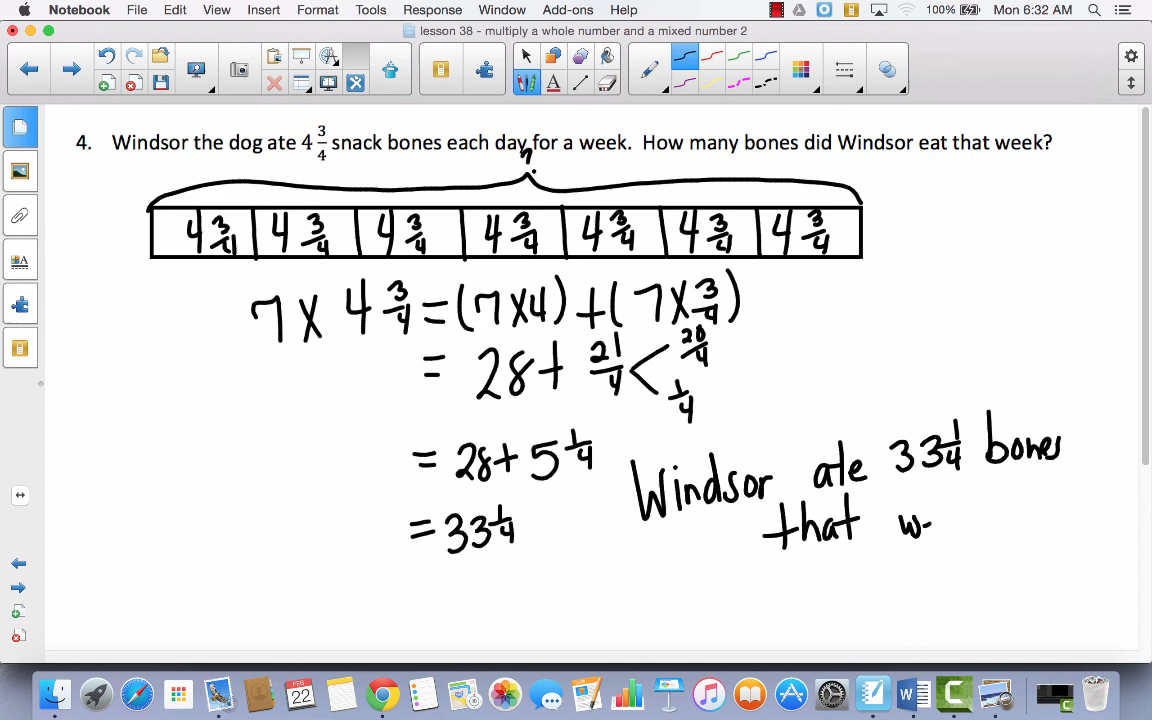 Notebook File Edit View Insert Format Tools Response Window Add-ons Help 100% Mon 6:32 AM
lesson 38 - multiply a whole number and a mixed number 2
4. Windsor the dog ate 4 3/4 snack bones each day for a week. How many bones did Windsor eat that week?
?
4 3/4 4 3/4 4 3/4 4 3/4 4 3/4 4 3/4 4 3/4
7 x 4 3/4 = (7 x 4) + (7 x 3/4)
= 28 + 21/4 < 20/4 1/4
= 28 + 5 1/4
= 33 1/4
Windsor ate 33 1/4 bones
that w
FEB
22